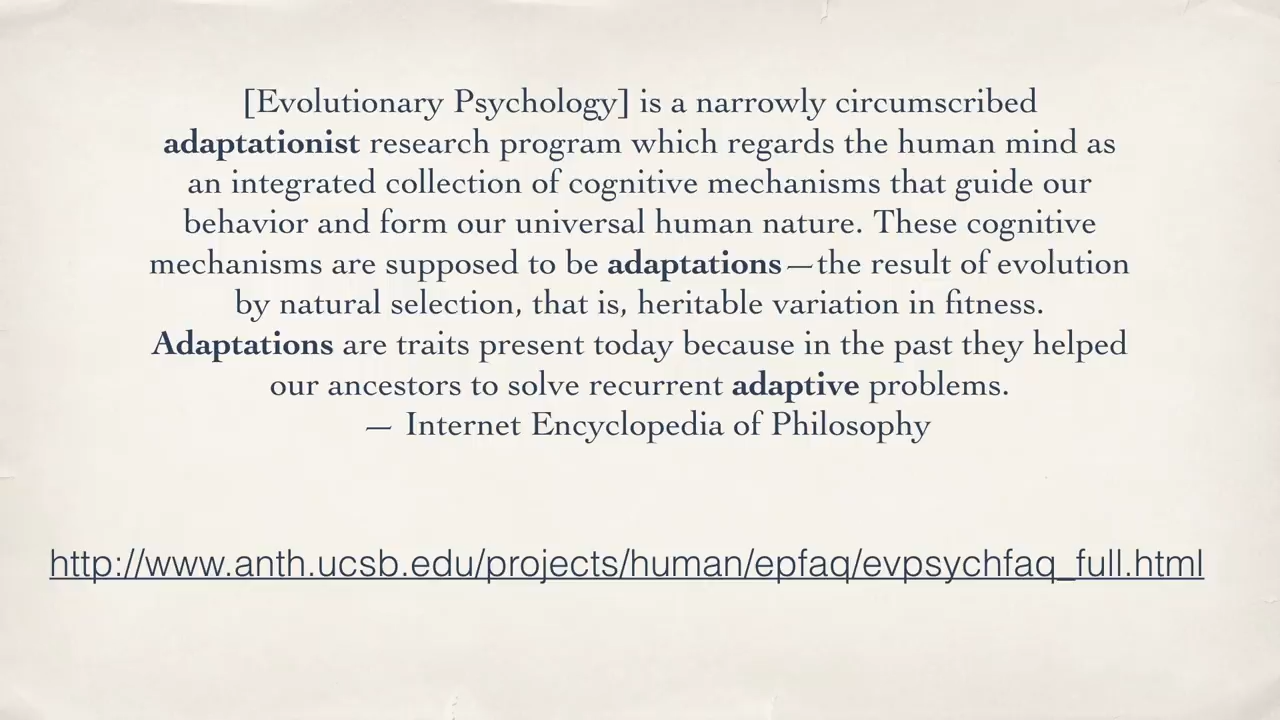 [Evolutionary Psychology] is a narrowly circumscribed
adaptationist research program which regards the human mind as
an integrated collection of cognitive mechanisms that guide our
behavior and form our universal human nature. These cognitive
mechanisms are supposed to be adaptations—the result of evolution
by natural selection, that is, heritable variation in fitness.
Adaptations are traits present today because in the past they helped
our ancestors to solve recurrent adaptive problems.
— Internet Encyclopedia of Philosophy
http://www.anth.ucsb.edu/projects/human/epfaq/evpsychfaq_full.html